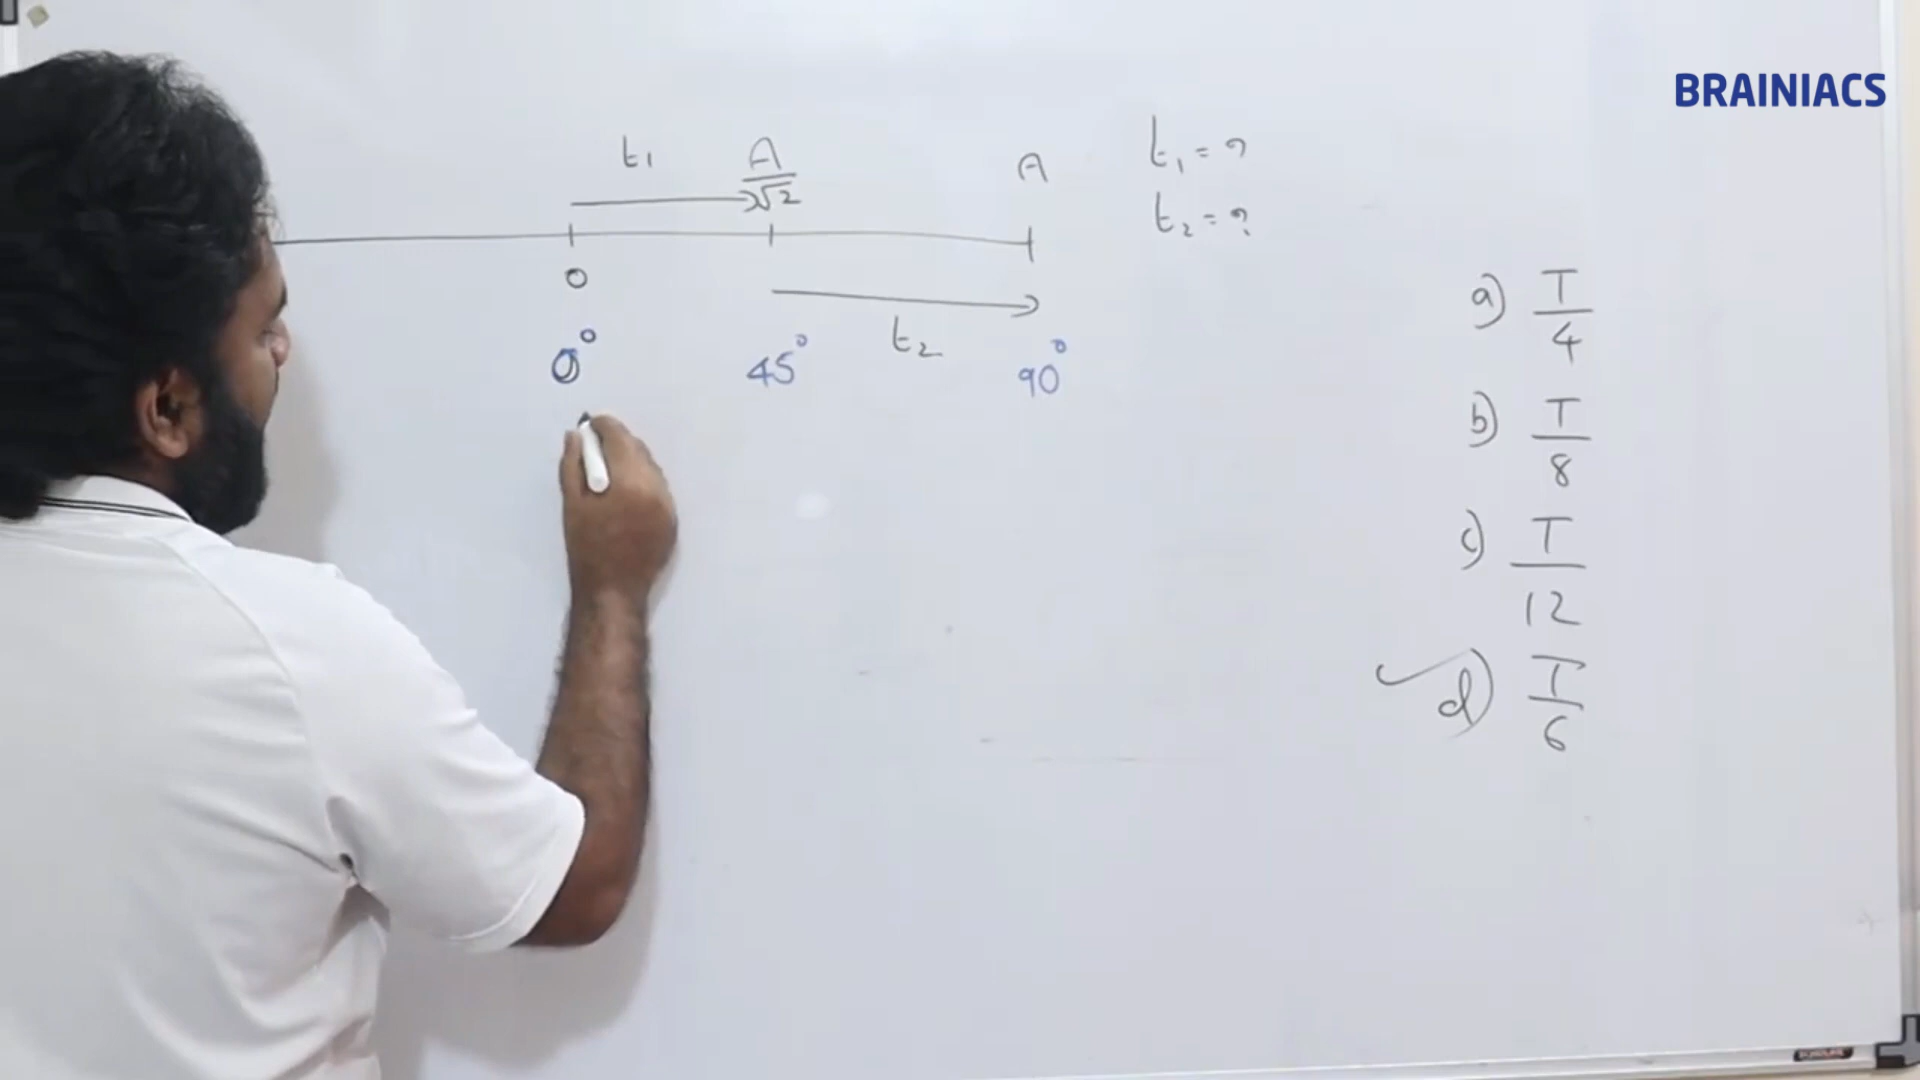 BRAINIACS
t₁
A/√2
A
t₁ = ?
t₂ = ?
0
t₂
0°
45°
90°
a) T/4
b) T/8
c) T/12
d) T/6